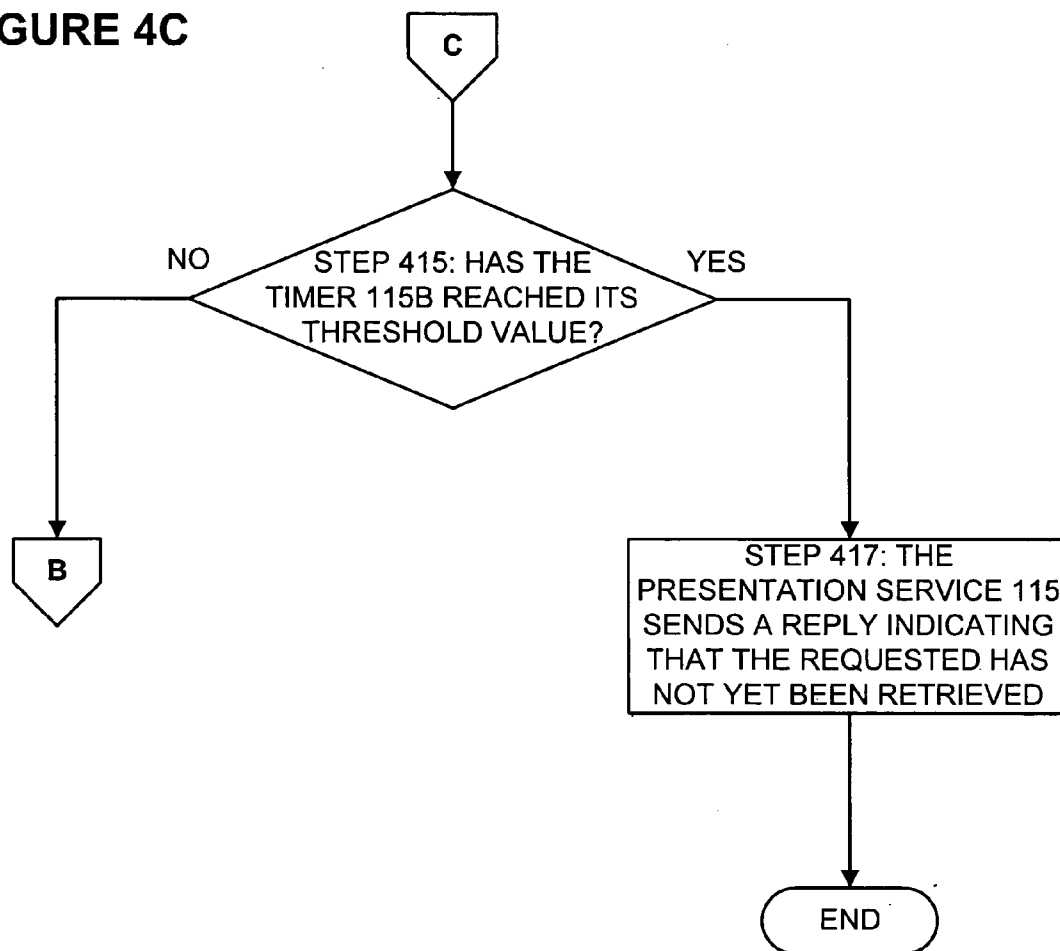 GURE 4C
C
NO
YES
STEP 415: HAS THE
TIMER 115B REACHED ITS
THRESHOLD VALUE?
B
STEP 417: THE
PRESENTATION SERVICE 115
SENDS A REPLY INDICATING
THAT THE REQUESTED HAS
NOT YET BEEN RETRIEVED
END